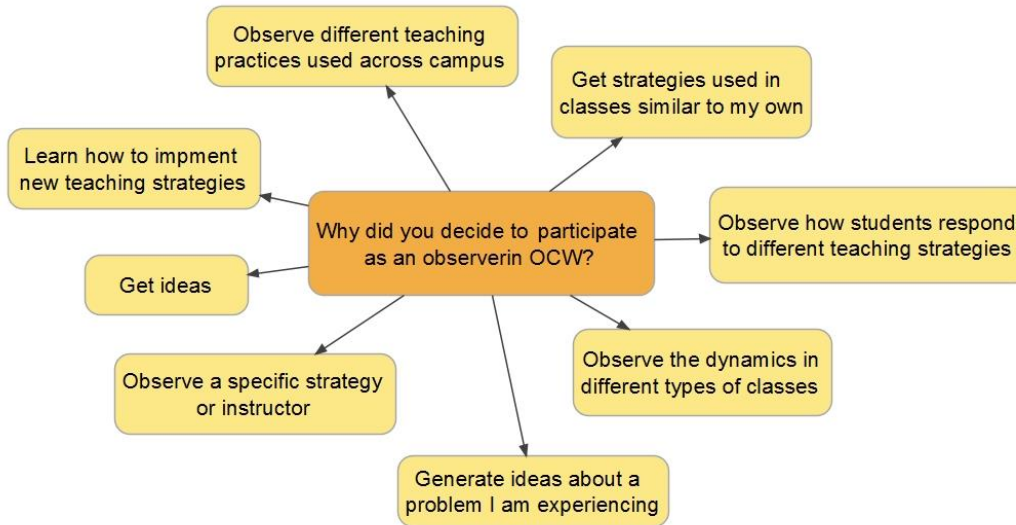 Observe different teaching
practices used across campus
Get strategies used in
classes similar to my own
Learn how to impment
new teaching strategies
Why did you decide to participate
as an observerin OCW?
Observe how students respond
to different teaching strategies
Get ideas
Observe a specific strategy
or instructor
Observe the dynamics in
different types of classes
Generate ideas about a
problem I am experiencing